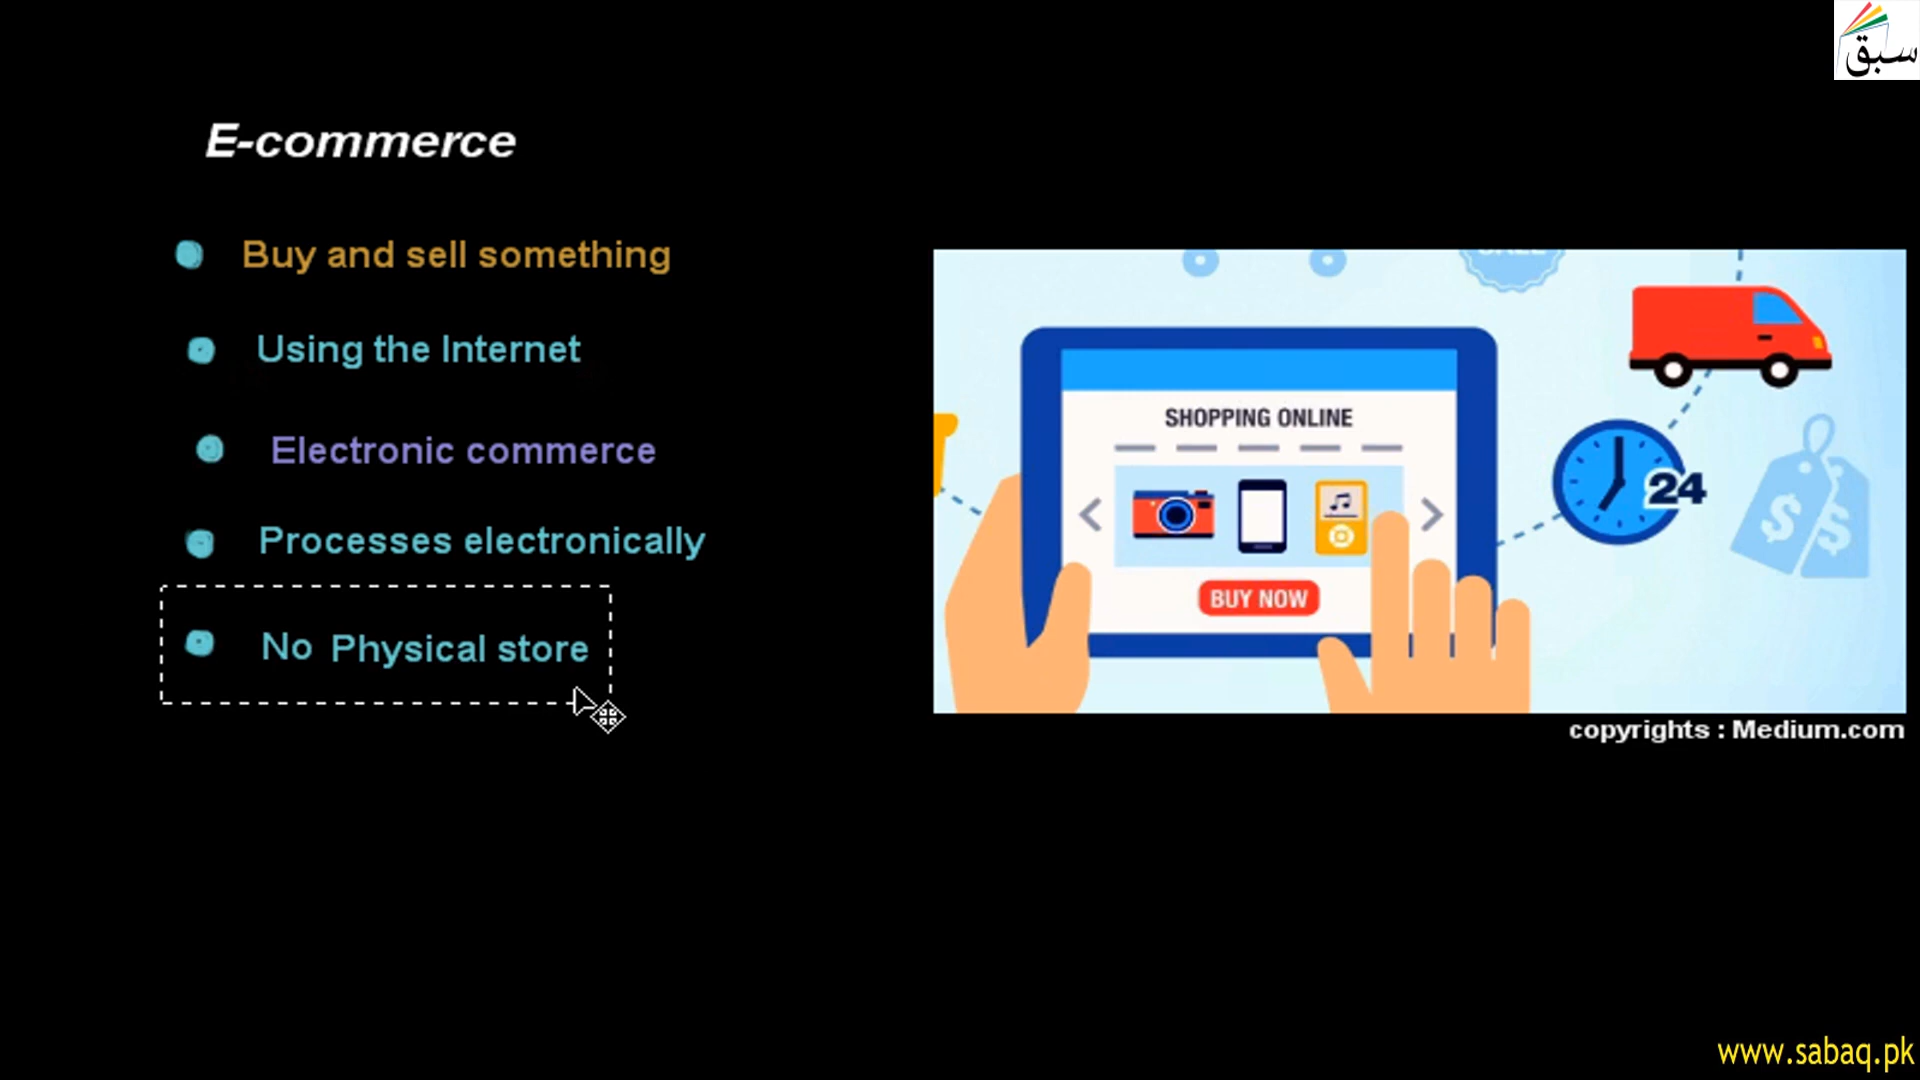 سبق
E-commerce
Buy and sell something
Using the Internet
Electronic commerce
Processes electronically
No Physical store
SHOPPING ONLINE
BUY NOW
24
$
$
copyrights : Medium.com
www.sabaq.pk